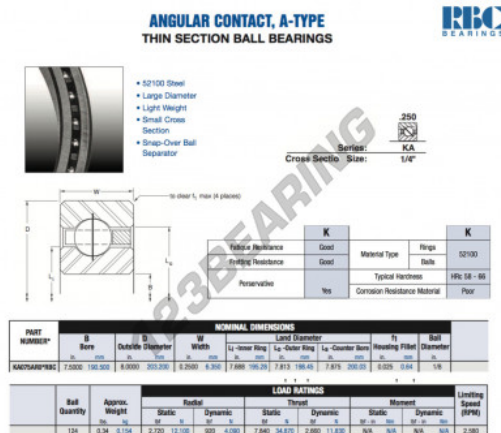 ANGULAR CONTACT, A-TYPE
THIN SECTION BALL BEARINGS
RBC
BEARINGS
• 52100 Steel
• Large Diameter
• Light Weight
• Small Cross
Section
• Snap-Over Ball
Separator
.250
Series: KA
Cross Sectio Size: 1/4"
W
to clear f₁ max (4 places)
D
B
K K
Fatigue Resistance Good Material Type Rings 52100
Fretting Resistance Good Balls
Perservative Yes Typical Hardness HRc 58 - 66
Corrosion Resistance Material Poor
123BEARING
PART NUMBER* NOMINAL DIMENSIONS
B Bore D Outside Diameter W Width Land Diameter f1 Housing Fillet Ball Diameter
L₁ -Inner Ring L₂ -Outer Ring -Counter Bore
in. mm in. mm in. mm in. mm in. mm in. mm in. mm in.
KA075AR0*RBC 7.5000 190.500 8.0000 203.200 0.2500 6.350 7.688 195.28 7.813 198.45 7.875 200.03 0.025 0.64 1/8
Ball Quantity Approx. Weight LOAD RATINGS Limiting Speed (RPM)
Radial Thrust Moment
Static Dynamic Static Dynamic Static Dynamic
lbs. kg lbf N lbf N lbf N lbf N lbf - in Nm lbf - in Nm
134 0.34 0.154 2,720 12,100 920 4,090 7,840 34,870 2,660 11,830 N/A N/A N/A N/A 2,580